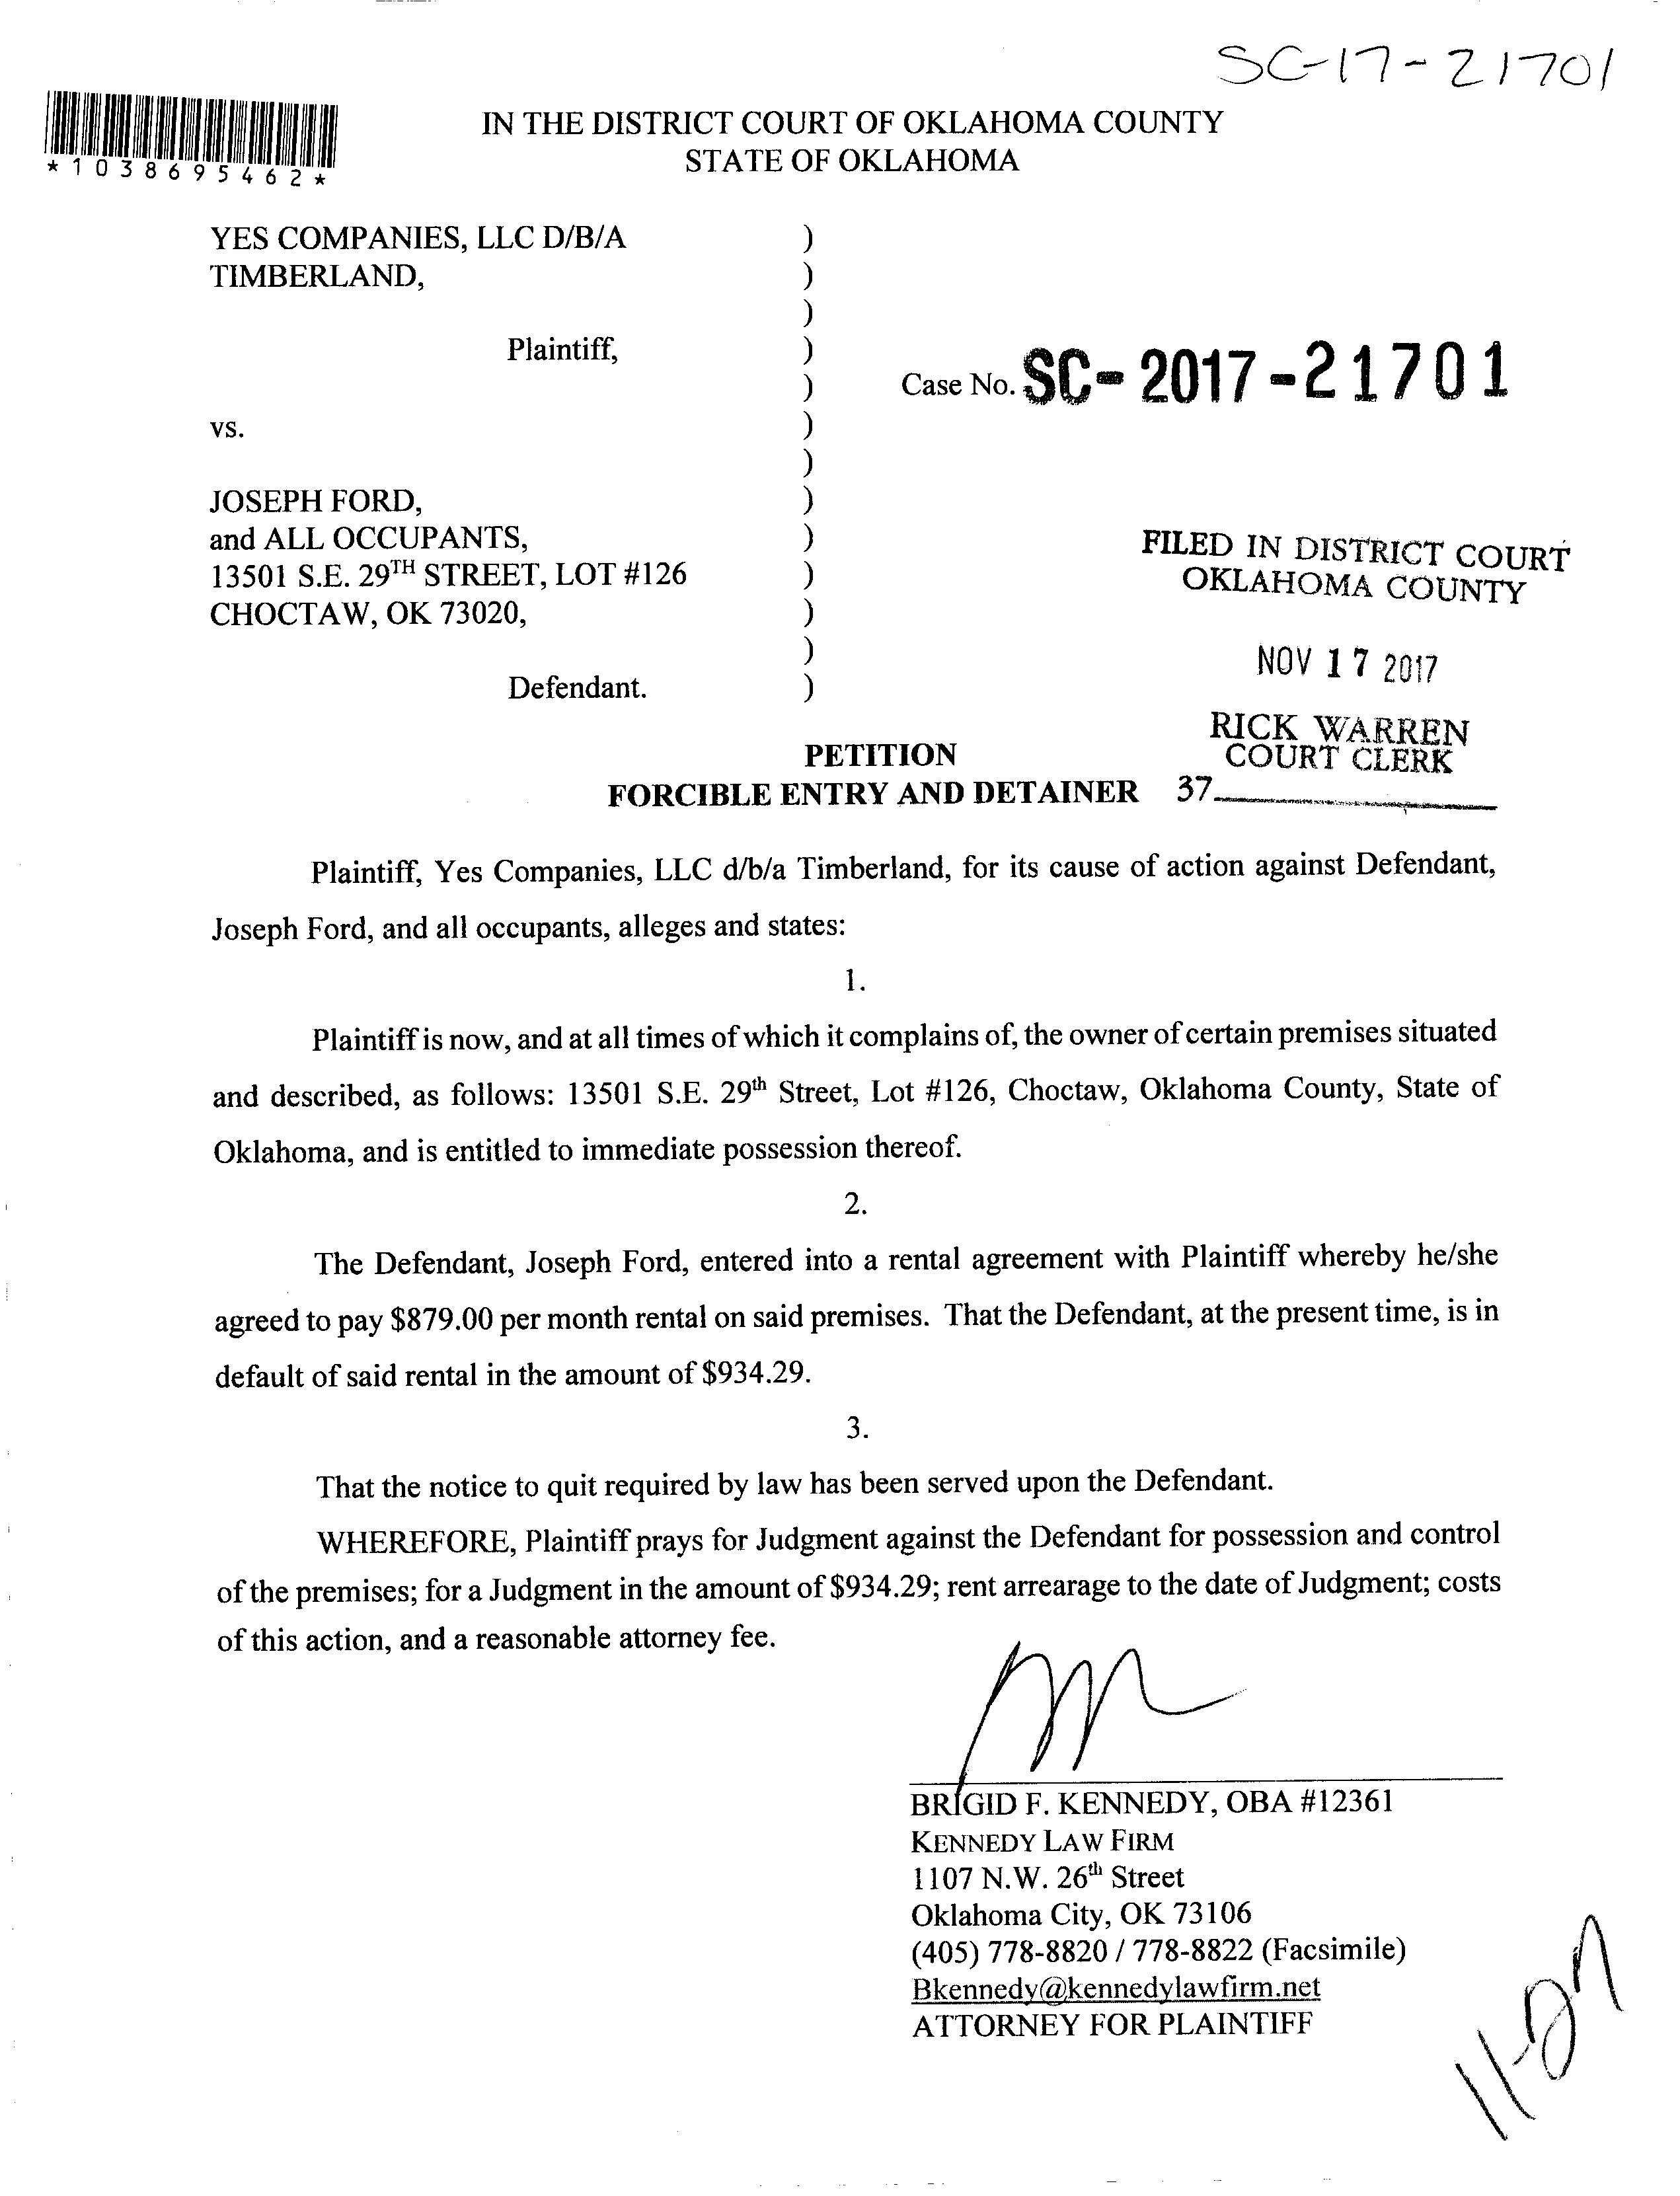 SC-17-21701
*1038695462*
IN THE DISTRICT COURT OF OKLAHOMA COUNTY
STATE OF OKLAHOMA
YES COMPANIES, LLC D/B/A )
TIMBERLAND, )
)
Plaintiff, )
) Case No. SC-2017-21701
vs. )
)
JOSEPH FORD, )
and ALL OCCUPANTS, )
13501 S.E. 29TH STREET, LOT #126 )
CHOCTAW, OK 73020, )
)
Defendant. )
FILED IN DISTRICT COURT
OKLAHOMA COUNTY
NOV 17 2017
RICK WARREN
COURT CLERK
37
PETITION
FORCIBLE ENTRY AND DETAINER
Plaintiff, Yes Companies, LLC d/b/a Timberland, for its cause of action against Defendant,
Joseph Ford, and all occupants, alleges and states:
1.
Plaintiff is now, and at all times of which it complains of, the owner of certain premises situated
and described, as follows: 13501 S.E. 29th Street, Lot #126, Choctaw, Oklahoma County, State of
Oklahoma, and is entitled to immediate possession thereof.
2.
The Defendant, Joseph Ford, entered into a rental agreement with Plaintiff whereby he/she
agreed to pay $879.00 per month rental on said premises. That the Defendant, at the present time, is in
default of said rental in the amount of $934.29.
3.
That the notice to quit required by law has been served upon the Defendant.
WHEREFORE, Plaintiff prays for Judgment against the Defendant for possession and control
of the premises; for a Judgment in the amount of $934.29; rent arrearage to the date of Judgment; costs
of this action, and a reasonable attorney fee.
BRIGID F. KENNEDY, OBA #12361
KENNEDY LAW FIRM
1107 N.W. 26th Street
Oklahoma City, OK 73106
(405) 778-8820 / 778-8822 (Facsimile)
Bkennedy@kennedylawfirm.net
ATTORNEY FOR PLAINTIFF
11-27